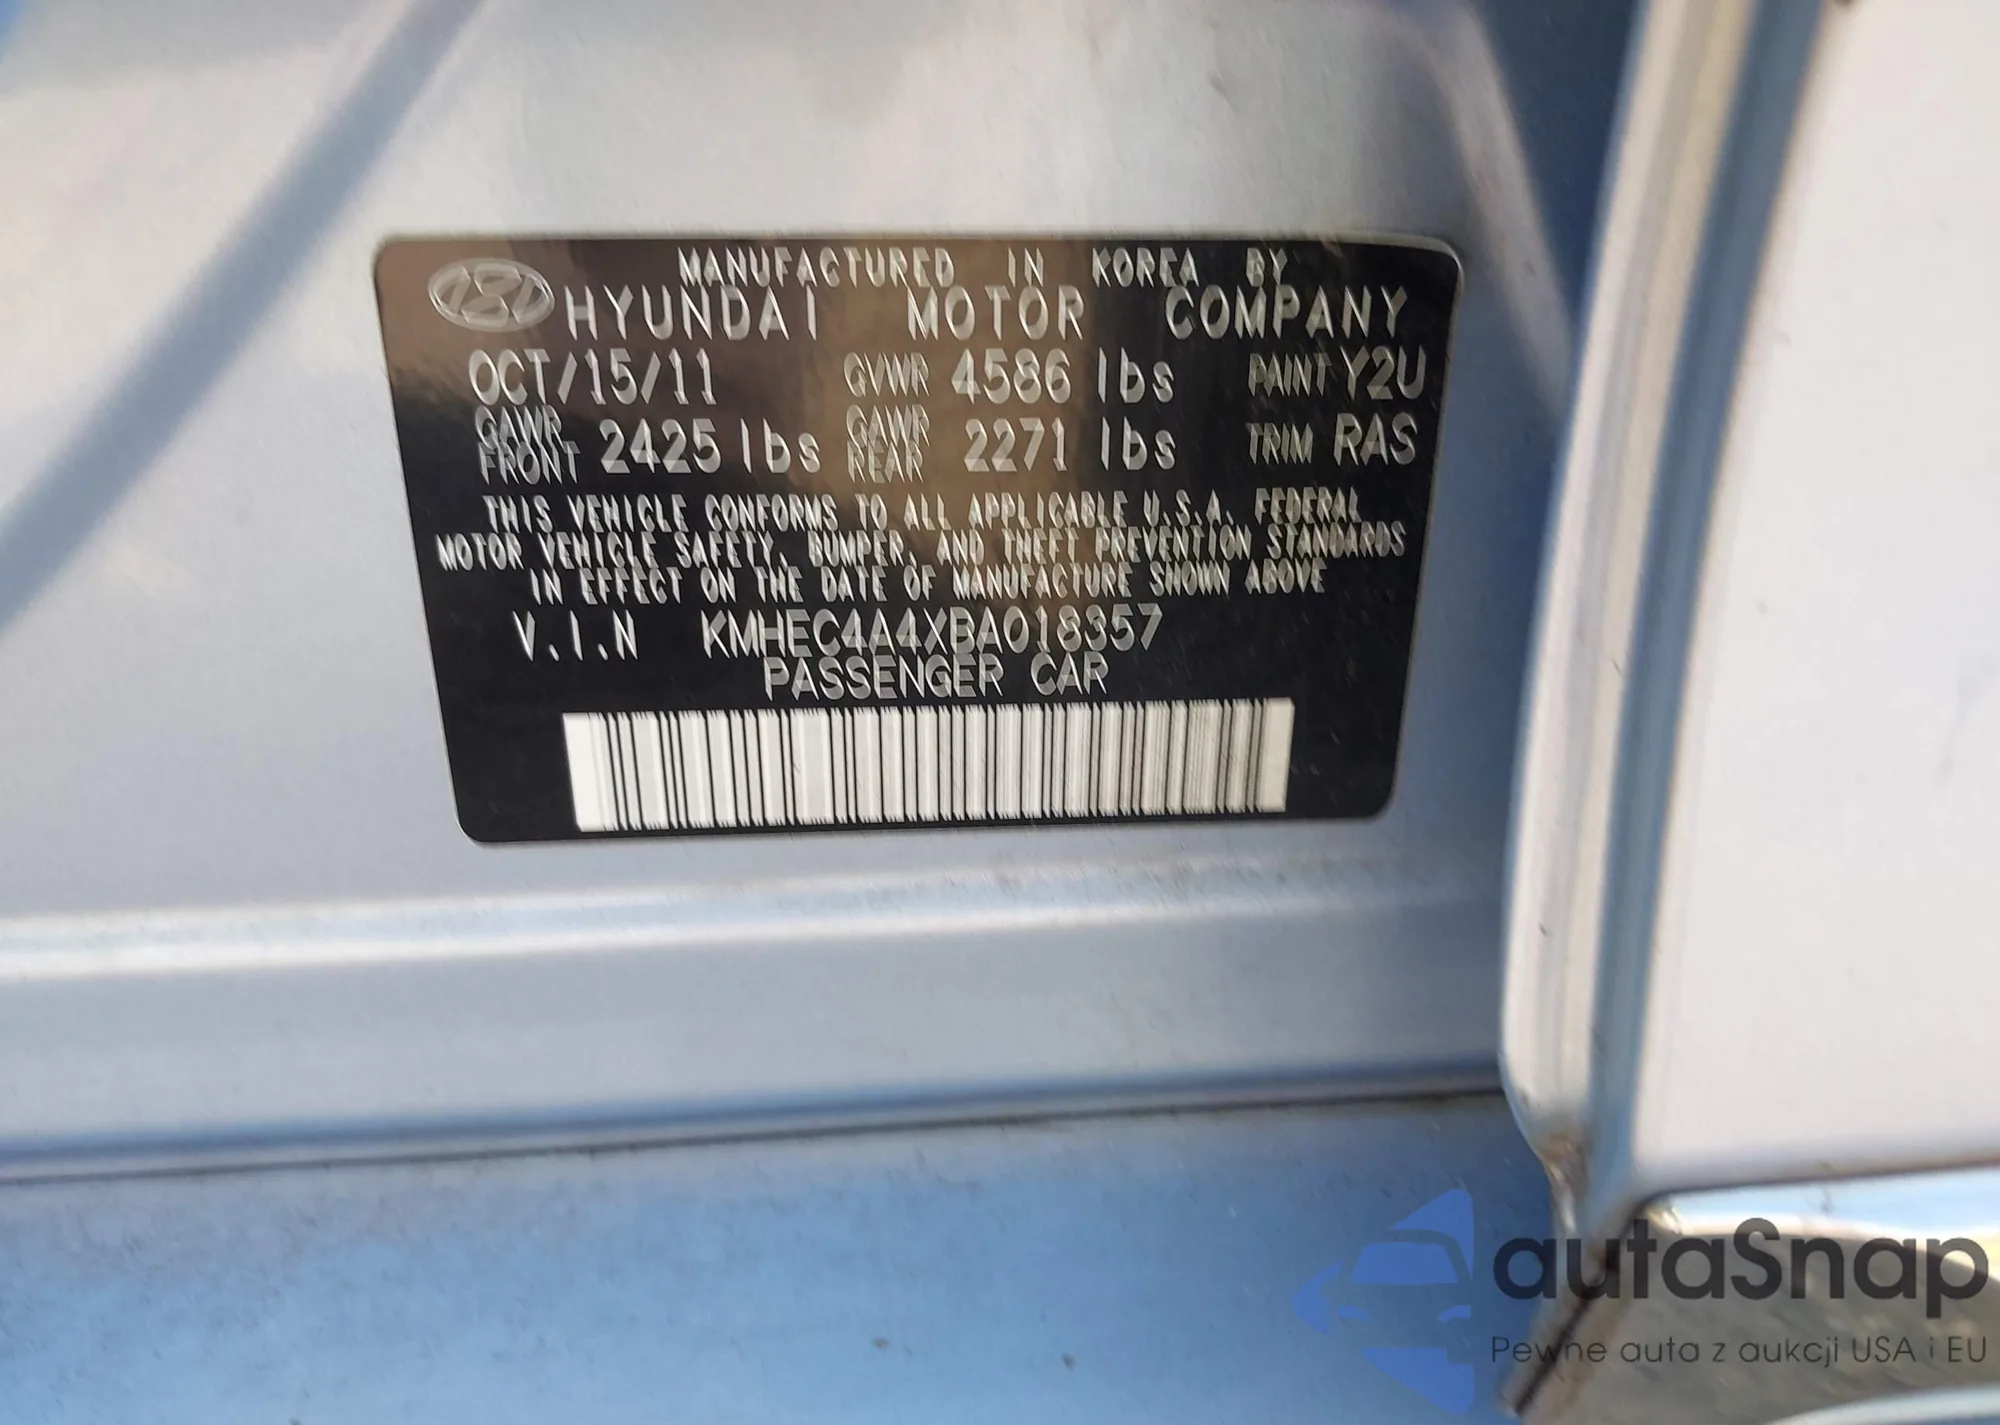 MANUFACTURED IN KOREA BY
HYUNDAI MOTOR COMPANY
OCT/15/11 GVWR 4586 lbs PAINT Y2U
GAWR FRONT 2425 lbs GAWR REAR 2271 lbs TRIM RAS
THIS VEHICLE CONFORMS TO ALL APPLICABLE U.S.A. FEDERAL
MOTOR VEHICLE SAFETY, BUMPER, AND THEFT PREVENTION STANDARDS
IN EFFECT ON THE DATE OF MANUFACTURE SHOWN ABOVE
V.I.N KMHEC4A4XBA018357
PASSENGER CAR
autaSnap
Pewne auta z aukcji USA i EU